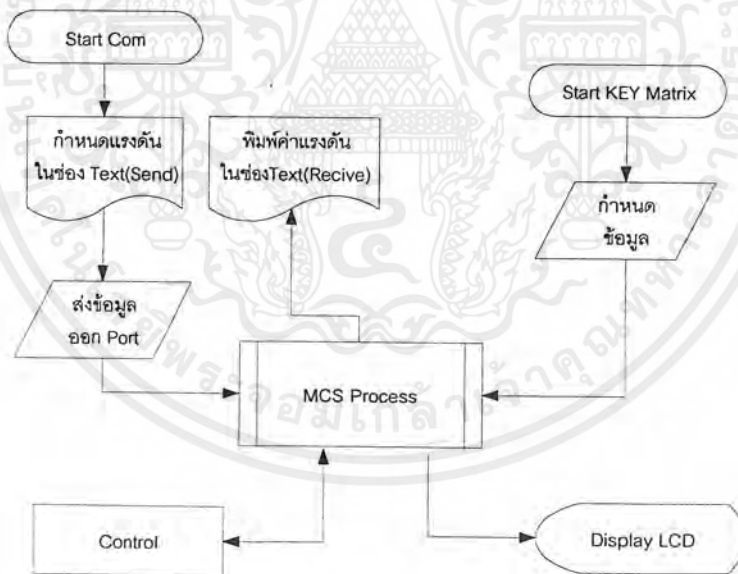 Start Com
กำหนดแรงดัน
ในช่อง Text(Send)
ส่งข้อมูล
ออก Port
พิมพ์ค่าแรงดัน
ในช่องText(Recive)
Start KEY Matrix
กำหนด
ข้อมูล
MCS Process
Control
Display LCD